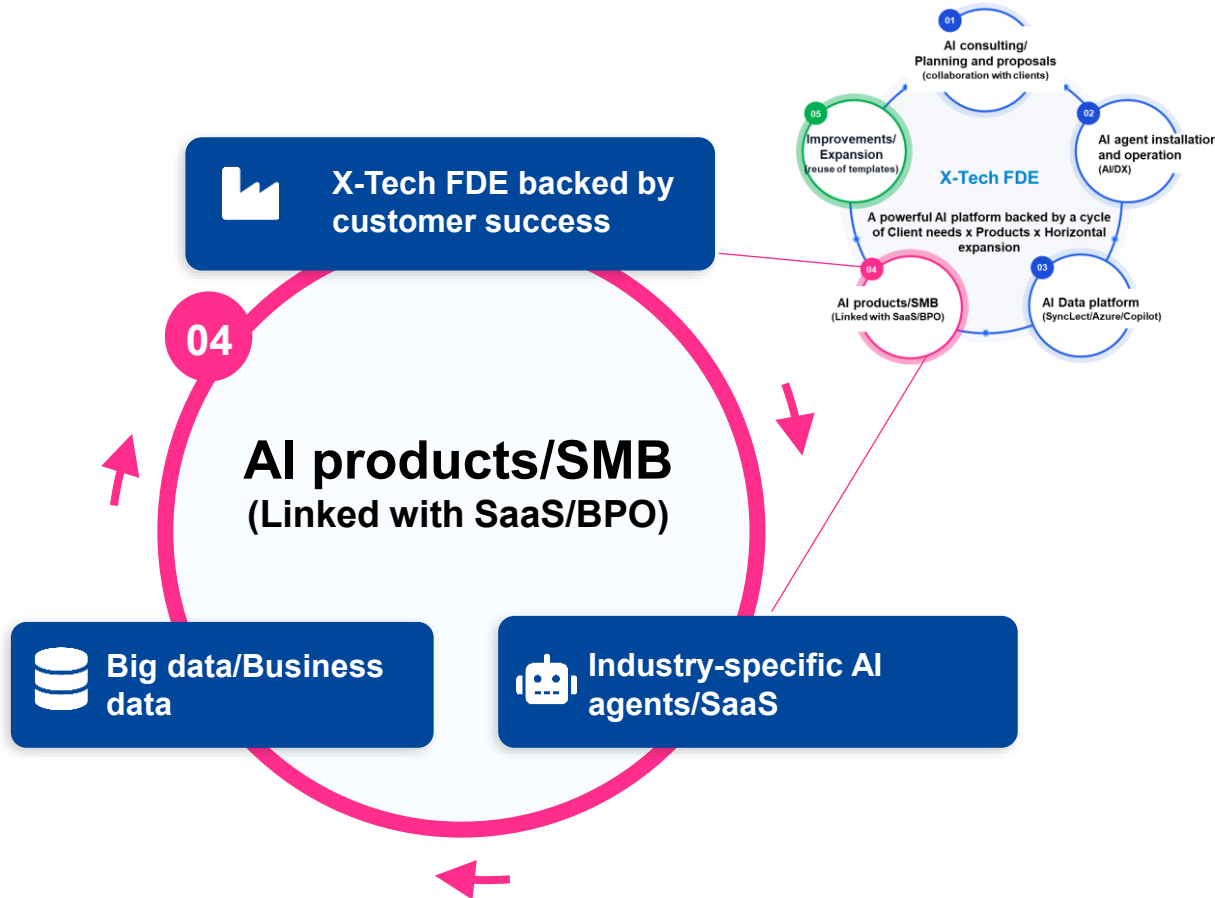 01
AI consulting/
Planning and proposals
(collaboration with clients)
02
AI agent installation
and operation
(AI/DX)
05
Improvements/
Expansion
(reuse of templates)
X-Tech FDE
A powerful AI platform backed by a cycle
of Client needs x Products x Horizontal
expansion
04
AI products/SMB
(Linked with SaaS/BPO)
03
AI Data platform
(SyncLect/Azure/Copilot)
X-Tech FDE backed by
customer success
04
AI products/SMB
(Linked with SaaS/BPO)
Big data/Business
data
Industry-specific AI
agents/SaaS